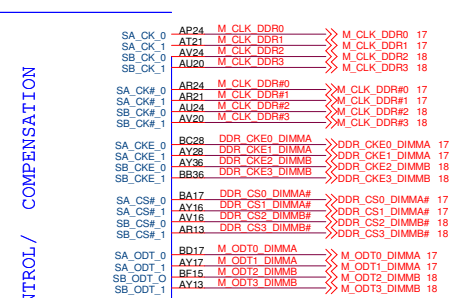 SA_CK_0 AP24 M_CLK_DDR0 M_CLK_DDR0 17
SA_CK_1 AT21 M_CLK_DDR1 M_CLK_DDR1 17
SB_CK_0 AV24 M_CLK_DDR2 M_CLK_DDR2 18
SB_CK_1 AU20 M_CLK_DDR3 M_CLK_DDR3 18
SA_CK#_0 AR24 M_CLK_DDR#0 M_CLK_DDR#0 17
SA_CK#_1 AR21 M_CLK_DDR#1 M_CLK_DDR#1 17
SB_CK#_0 AU24 M_CLK_DDR#2 M_CLK_DDR#2 18
SB_CK#_1 AV20 M_CLK_DDR#3 M_CLK_DDR#3 18
SA_CKE_0 BC28 DDR_CKE0_DIMMA DDR_CKE0_DIMMA 17
SA_CKE_1 AY28 DDR_CKE1_DIMMA DDR_CKE1_DIMMA 17
SB_CKE_0 AY36 DDR_CKE2_DIMMB DDR_CKE2_DIMMB 18
SB_CKE_1 BB36 DDR_CKE3_DIMMB DDR_CKE3_DIMMB 18
SA_CS#_0 BA17 DDR_CS0_DIMMA# DDR_CS0_DIMMA# 17
SA_CS#_1 AY16 DDR_CS1_DIMMA# DDR_CS1_DIMMA# 17
SB_CS#_0 AV16 DDR_CS2_DIMMB# DDR_CS2_DIMMB# 18
SB_CS#_1 AR13 DDR_CS3_DIMMB# DDR_CS3_DIMMB# 18
SA_ODT_0 BD17 M_ODT0_DIMMA M_ODT0_DIMMA 17
SA_ODT_1 AY17 M_ODT1_DIMMA M_ODT1_DIMMA 17
SB_ODT_O BF15 M_ODT2_DIMMB M_ODT2_DIMMB 18
SB_ODT_1 AY13 M_ODT3_DIMMB M_ODT3_DIMMB 18
NTROL/ COMPENSATION